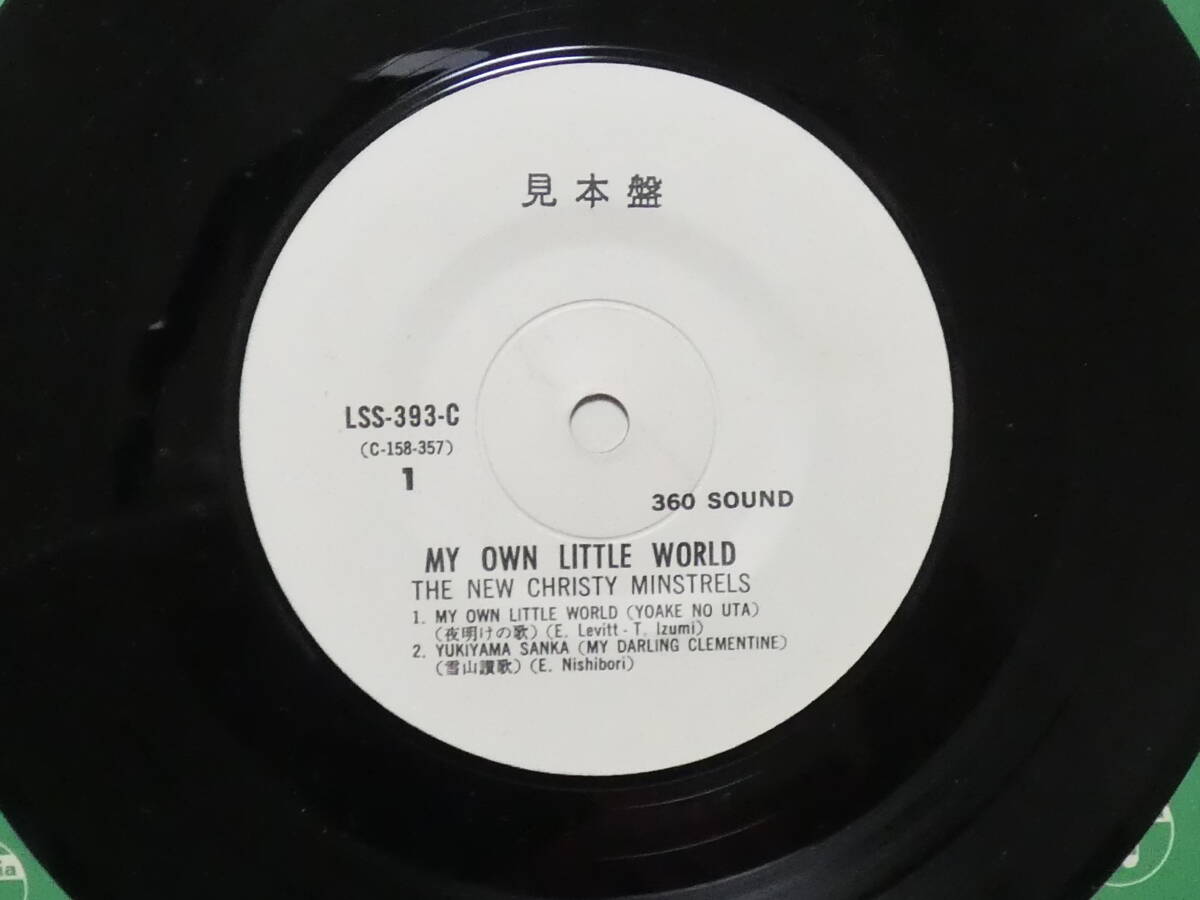 見本盤
LSS-393-C
(C-158-357)
1
360 SOUND
MY OWN LITTLE WORLD
THE NEW CHRISTY MINSTRELS
1. MY OWN LITTLE WORLD (YOAKE NO UTA)
(夜明けの歌) (E. Levitt - T. Izumi)
2. YUKIYAMA SANKA (MY DARLING CLEMENTINE)
(雪山讃歌) (E. Nishibori)
ia